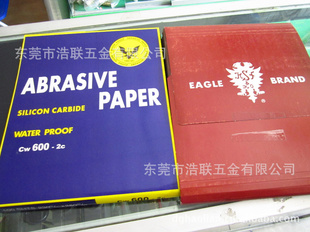 东莞市浩联五金有限公司
ABRASIVE
PAPER
SILICON CARBIDE
WATER PROOF
Cw 600 - 2c
EAGLE BRAND
®
东莞市浩联五金有限公司
600